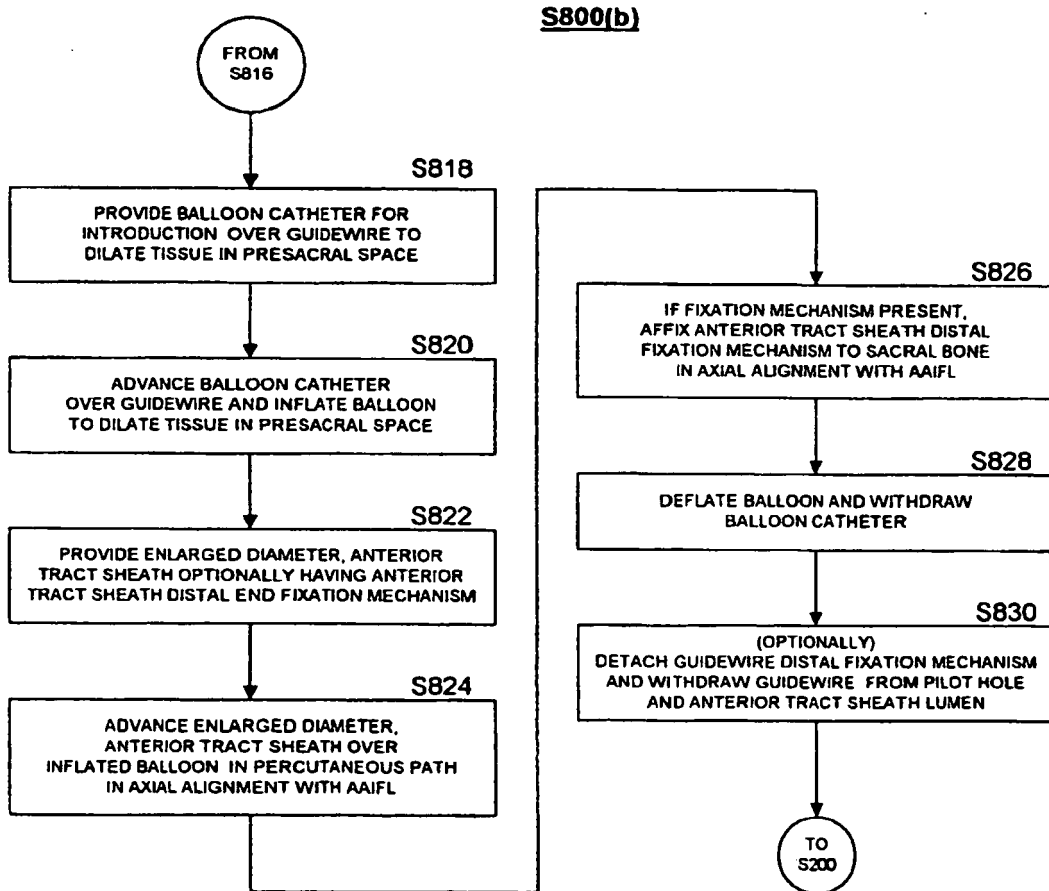 S800(b)
FROM
S816
S818
PROVIDE BALLOON CATHETER FOR
INTRODUCTION OVER GUIDEWIRE TO
DILATE TISSUE IN PRESACRAL SPACE
S820
ADVANCE BALLOON CATHETER
OVER GUIDEWIRE AND INFLATE BALLOON
TO DILATE TISSUE IN PRESACRAL SPACE
S822
PROVIDE ENLARGED DIAMETER, ANTERIOR
TRACT SHEATH OPTIONALLY HAVING ANTERIOR
TRACT SHEATH DISTAL END FIXATION MECHANISM
S824
ADVANCE ENLARGED DIAMETER,
ANTERIOR TRACT SHEATH OVER
INFLATED BALLOON IN PERCUTANEOUS PATH
IN AXIAL ALIGNMENT WITH AAIFL
S826
IF FIXATION MECHANISM PRESENT,
AFFIX ANTERIOR TRACT SHEATH DISTAL
FIXATION MECHANISM TO SACRAL BONE
IN AXIAL ALIGNMENT WITH AAIFL
S828
DEFLATE BALLOON AND WITHDRAW
BALLOON CATHETER
S830
(OPTIONALLY)
DETACH GUIDEWIRE DISTAL FIXATION MECHANISM
AND WITHDRAW GUIDEWIRE FROM PILOT HOLE
AND ANTERIOR TRACT SHEATH LUMEN
TO
S200